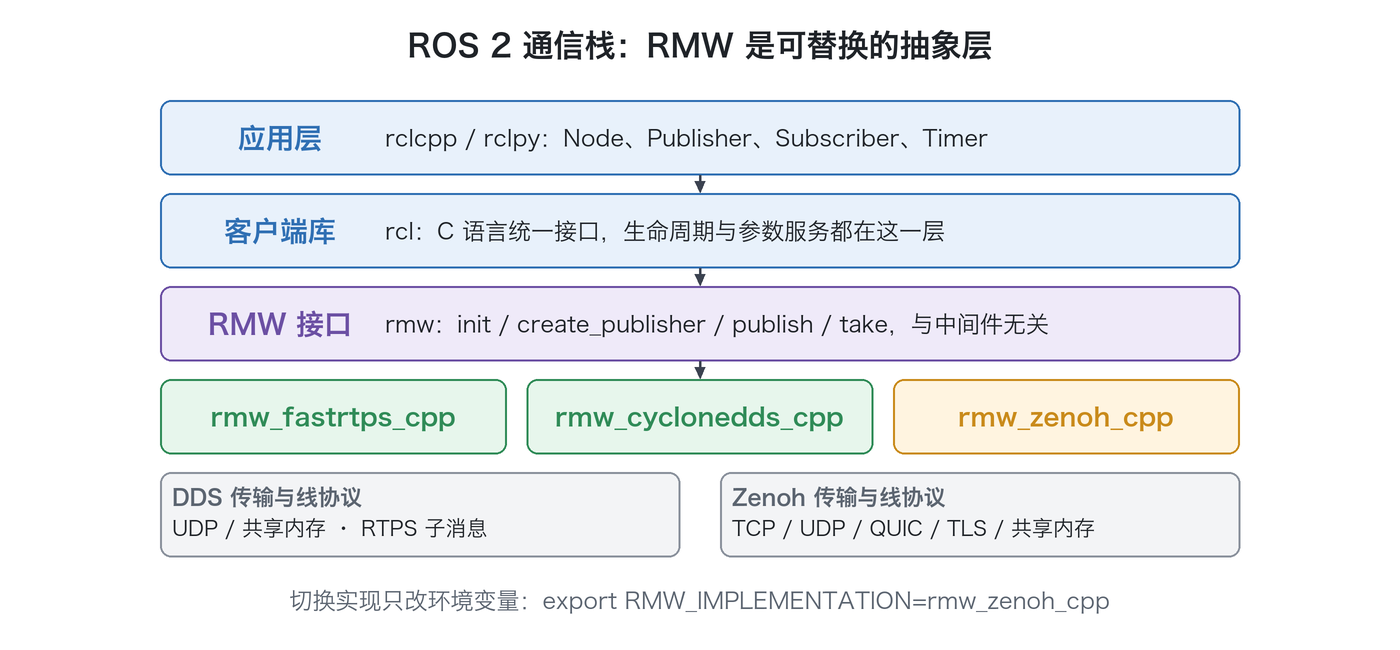 ROS 2 通信栈：RMW 是可替换的抽象层
应用层 rclcpp / rclpy：Node、Publisher、Subscriber、Timer
客户端库 rcl：C 语言统一接口，生命周期与参数服务都在这一层
RMW 接口 rmw：init / create_publisher / publish / take，与中间件无关
rmw_fastrtps_cpp rmw_cyclonedds_cpp rmw_zenoh_cpp
DDS 传输与线协议
UDP / 共享内存 · RTPS 子消息
Zenoh 传输与线协议
TCP / UDP / QUIC / TLS / 共享内存
切换实现只改环境变量：export RMW_IMPLEMENTATION=rmw_zenoh_cpp